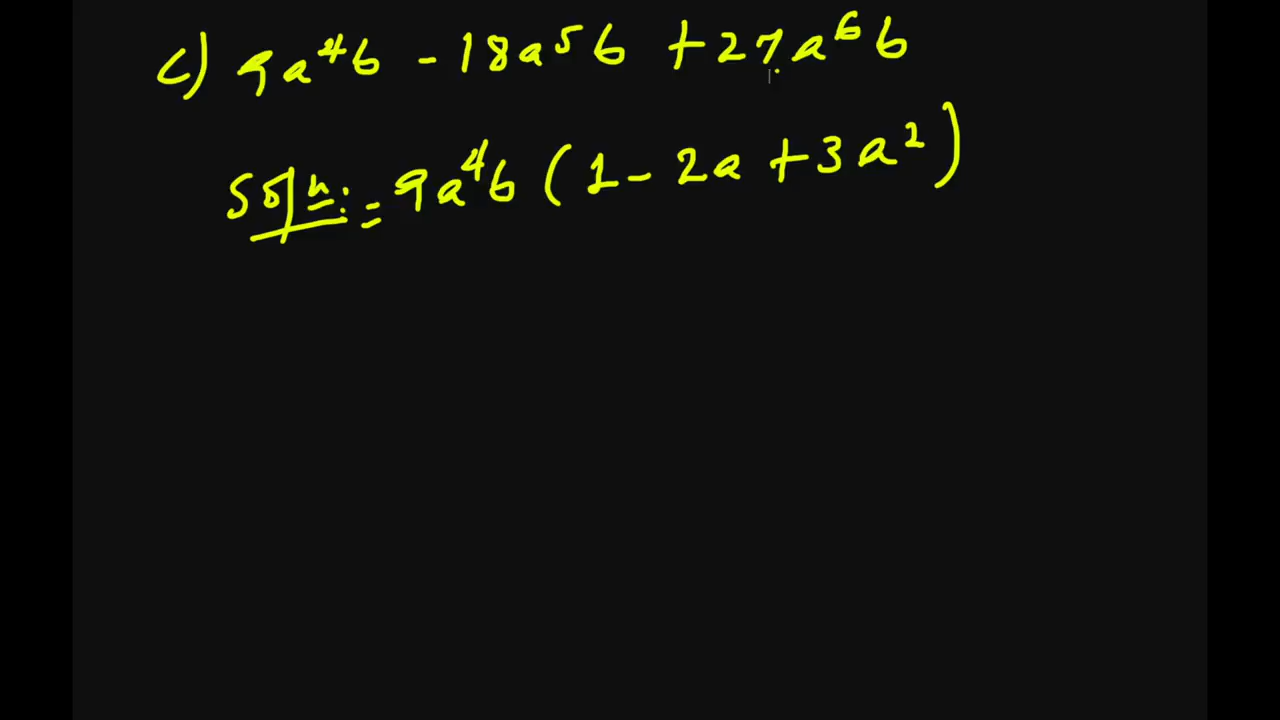 c) 9a⁴b - 18a⁵b + 27a⁶b
Soln: = 9a⁴b (1 - 2a + 3a²)